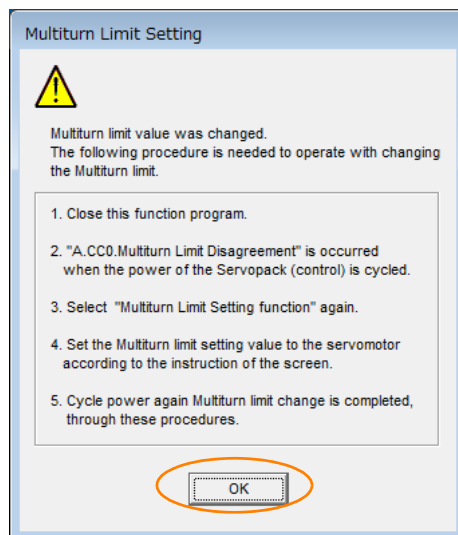 Multiturn Limit Setting
Multiturn limit value was changed.
The following procedure is needed to operate with changing
the Multiturn limit.
1. Close this function program.
2. "A.CC0.Multiturn Limit Disagreement" is occurred
when the power of the Servopack (control) is cycled.
3. Select "Multiturn Limit Setting function" again.
4. Set the Multiturn limit setting value to the servomotor
according to the instruction of the screen.
5. Cycle power again Multiturn limit change is completed,
through these procedures.
OK